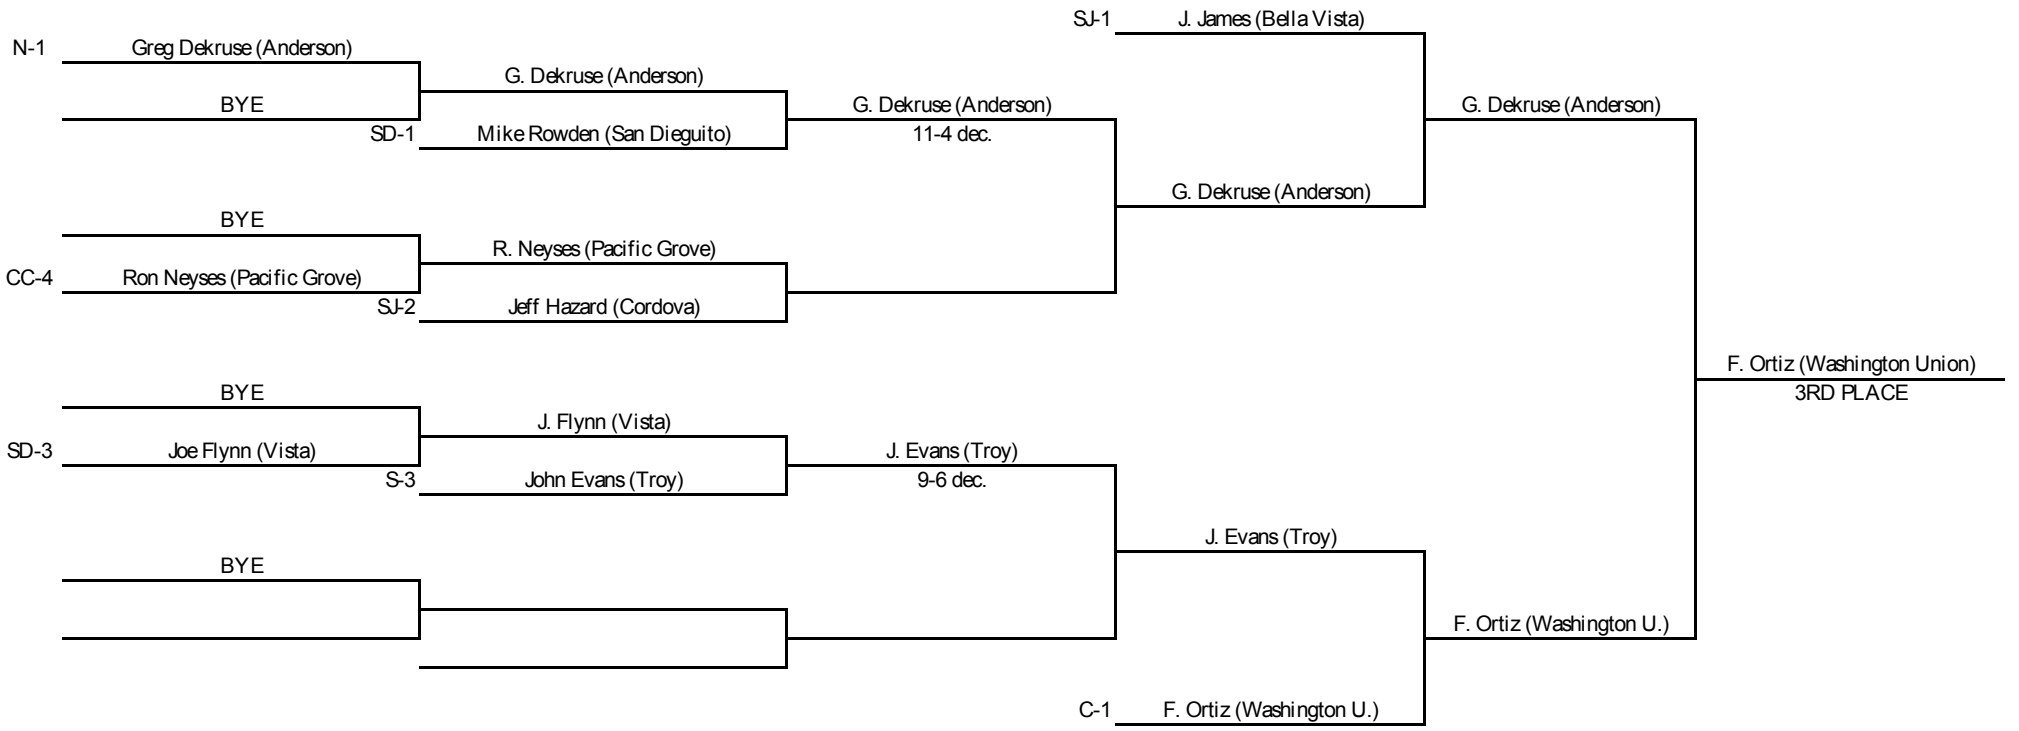 SJ-1 J. James (Bella Vista)
N-1 Greg Dekruse (Anderson)
G. Dekruse (Anderson)
BYE G. Dekruse (Anderson) G. Dekruse (Anderson)
SD-1 Mike Rowden (San Dieguito) 11-4 dec.
G. Dekruse (Anderson)
BYE
R. Neyses (Pacific Grove)
CC-4 Ron Neyses (Pacific Grove)
SJ-2 Jeff Hazard (Cordova)
F. Ortiz (Washington Union)
BYE 3RD PLACE
J. Flynn (Vista)
SD-3 Joe Flynn (Vista) J. Evans (Troy)
S-3 John Evans (Troy) 9-6 dec.
J. Evans (Troy)
BYE
F. Ortiz (Washington U.)
C-1 F. Ortiz (Washington U.)